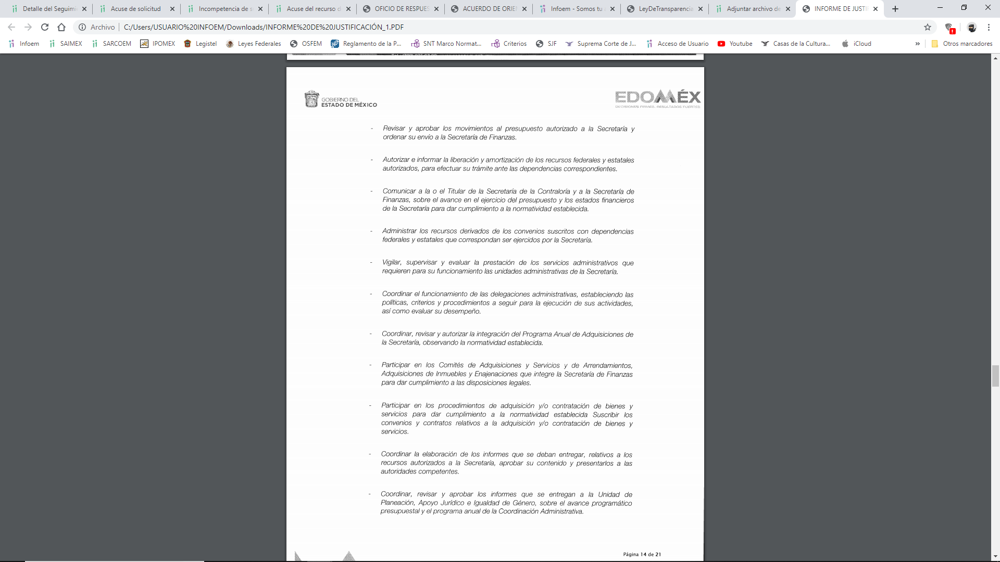 Detalle del Seguimi
Acuse de solicitud
Incompetencia de s
Acuse del recurso d
OFICIO DE RESPUES
ACUERDO DE ORIEN
Infoem - Somos tu
LeyDeTransparencia
Adjuntar archivo de
INFORME DE JUSTI
Archivo
C:/Users/USUARIO%20INFOEM/Downloads/INFORME%20DE%20JUSTIFICACIÓN_1.PDF
Infoem
SAIMEX
SARCOEM
IPOMEX
Legistel
Leyes Federales
OSFEM
Reglamento de la P...
SNT Marco Normat...
Criterios
SJF
Suprema Corte de J...
Acceso de Usuario
Youtube
Casas de la Cultura...
iCloud
»
Otros marcadores
GOBIERNO DEL
ESTADO DE MÉXICO
EDOMÉX
DECISIONES FIRMES, RESULTADOS FUERTES
- Revisar y aprobar los movimientos al presupuesto autorizado a la Secretaría y
ordenar su envío a la Secretaría de Finanzas.
- Autorizar e informar la liberación y amortización de los recursos federales y estatales
autorizados, para efectuar su trámite ante las dependencias correspondientes.
- Comunicar a la o el Titular de la Secretaría de la Contraloría y a la Secretaría de
Finanzas, sobre el avance en el ejercicio del presupuesto y los estados financieros
de la Secretaría para dar cumplimiento a la normatividad establecida.
- Administrar los recursos derivados de los convenios suscritos con dependencias
federales y estatales que correspondan ser ejercidos por la Secretaría.
- Vigilar, supervisar y evaluar la prestación de los servicios administrativos que
requieren para su funcionamiento las unidades administrativas de la Secretaría.
- Coordinar el funcionamiento de las delegaciones administrativas, estableciendo las
políticas, criterios y procedimientos a seguir para la ejecución de sus actividades,
así como evaluar su desempeño.
- Coordinar, revisar y autorizar la integración del Programa Anual de Adquisiciones de
la Secretaría, observando la normatividad establecida.
- Participar en los Comités de Adquisiciones y Servicios y de Arrendamientos,
Adquisiciones de Inmuebles y Enajenaciones que integre la Secretaría de Finanzas
para dar cumplimiento a las disposiciones legales.
- Participar en los procedimientos de adquisición y/o contratación de bienes y
servicios para dar cumplimiento a la normatividad establecida Suscribir los
convenios y contratos relativos a la adquisición y/o contratación de bienes y
servicios.
- Coordinar la elaboración de los informes que se deban entregar, relativos a los
recursos autorizados a la Secretaría, aprobar su contenido y presentarlos a las
autoridades competentes.
- Coordinar, revisar y aprobar los informes que se entregan a la Unidad de
Planeación, Apoyo Jurídico e Igualdad de Género, sobre el avance programático
presupuestal y el programa anual de la Coordinación Administrativa.
Página 14 de 21